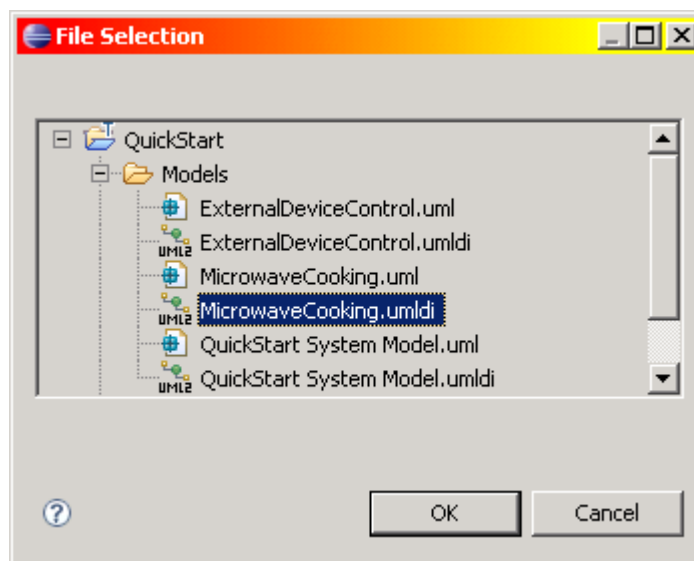 File Selection
QuickStart
Models
ExternalDeviceControl.uml
UML2 ExternalDeviceControl.umldi
MicrowaveCooking.uml
UML2 MicrowaveCooking.umldi
QuickStart System Model.uml
UML2 QuickStart System Model.umldi
? OK Cancel